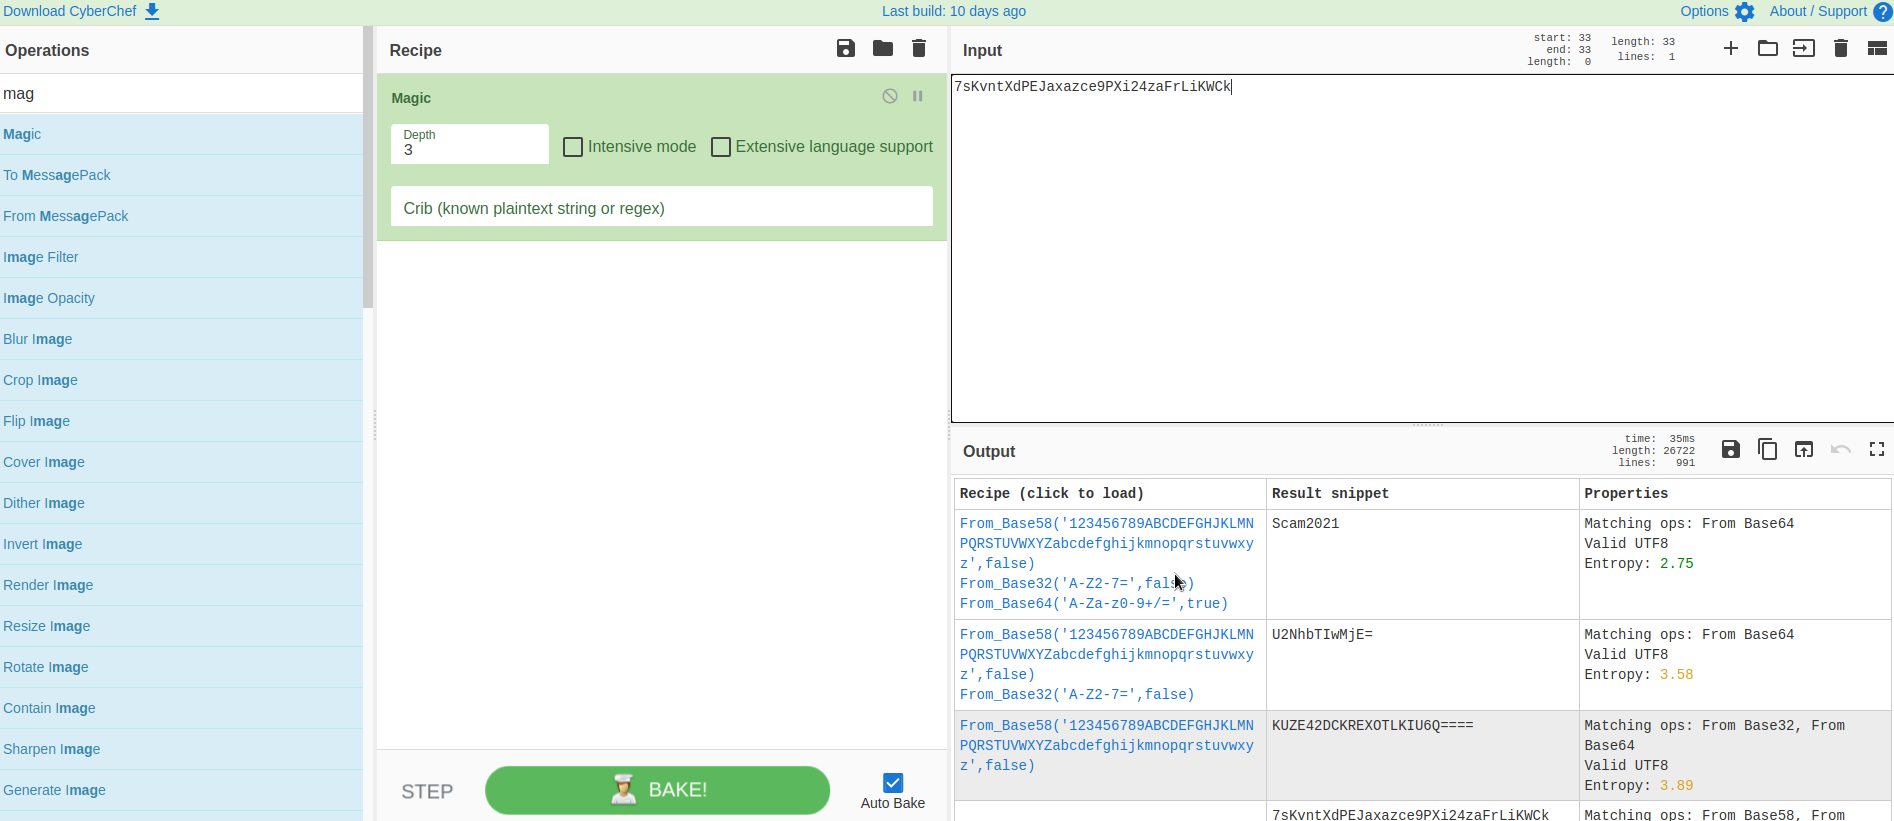 Download CyberChef
Last build: 10 days ago
Options
About / Support
Operations
mag
Magic
To MessagePack
From MessagePack
Image Filter
Image Opacity
Blur Image
Crop Image
Flip Image
Cover Image
Dither Image
Invert Image
Render Image
Resize Image
Rotate Image
Contain Image
Sharpen Image
Generate Image
Recipe
Magic
Depth
3
Intensive mode
Extensive language support
Crib (known plaintext string or regex)
STEP
BAKE!
Auto Bake
Input
start: 33
end: 33
length: 0
length: 33
lines: 1
7sKvntXdPEJaxazce9PXi24zaFrLiKWCk
Output
time: 35ms
length: 26722
lines: 991
Recipe (click to load)
Result snippet
Properties
From_Base58('123456789ABCDEFGHJKLMN
PQRSTUVWXYZabcdefghijkmnopqrstuvwxy
z',false)
From_Base32('A-Z2-7=',false)
From_Base64('A-Za-z0-9+/=',true)
Scam2021
Matching ops: From Base64
Valid UTF8
Entropy: 2.75
From_Base58('123456789ABCDEFGHJKLMN
PQRSTUVWXYZabcdefghijkmnopqrstuvwxy
z',false)
From_Base32('A-Z2-7=',false)
U2NhbTIwMjE=
Matching ops: From Base64
Valid UTF8
Entropy: 3.58
From_Base58('123456789ABCDEFGHJKLMN
PQRSTUVWXYZabcdefghijkmnopqrstuvwxy
z',false)
KUZE42DCKREXOTLKIU6Q====
Matching ops: From Base32, From
Base64
Valid UTF8
Entropy: 3.89
7sKvntXdPEJaxazce9PXi24zaFrLiKWCk
Matching ops: From Base58, From